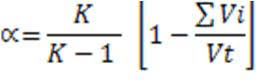 ∝= K / K − 1 [1 − ∑ Vi / Vt]